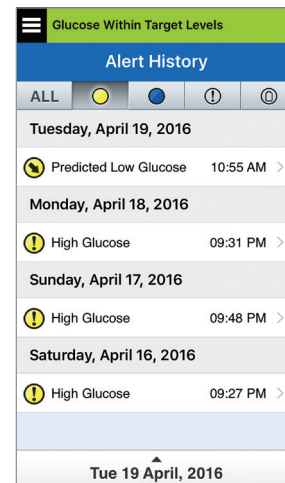 Glucose Within Target Levels
Alert History
ALL
Tuesday, April 19, 2016
Predicted Low Glucose 10:55 AM
Monday, April 18, 2016
High Glucose 09:31 PM
Sunday, April 17, 2016
High Glucose 09:48 PM
Saturday, April 16, 2016
High Glucose 09:27 PM
Tue 19 April, 2016